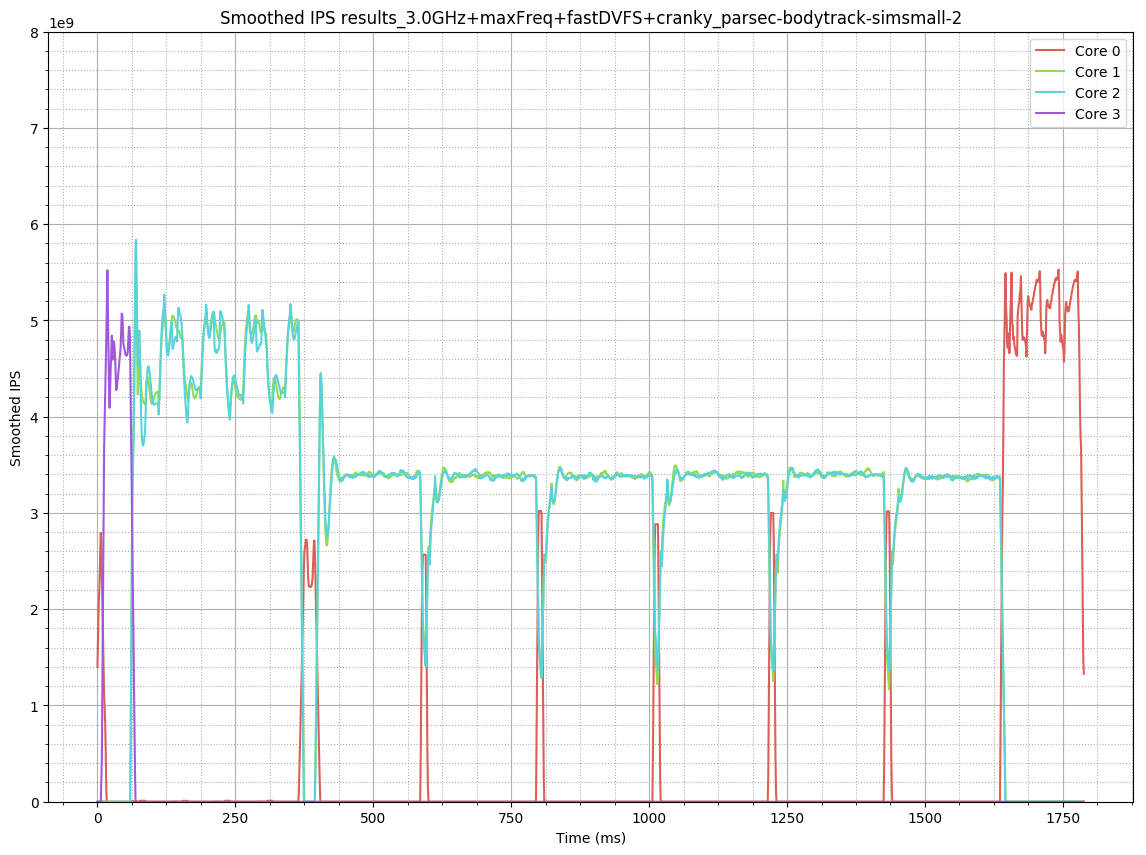 Smoothed IPS results_3.0GHz+maxFreq+fastDVFS+cranky_parsec-bodytrack-simsmall-2
1e9
Core 0
Core 1
Core 2
Core 3
8
7
6
5
4
3
2
1
0
Smoothed IPS
0 250 500 750 1000 1250 1500 1750
Time (ms)